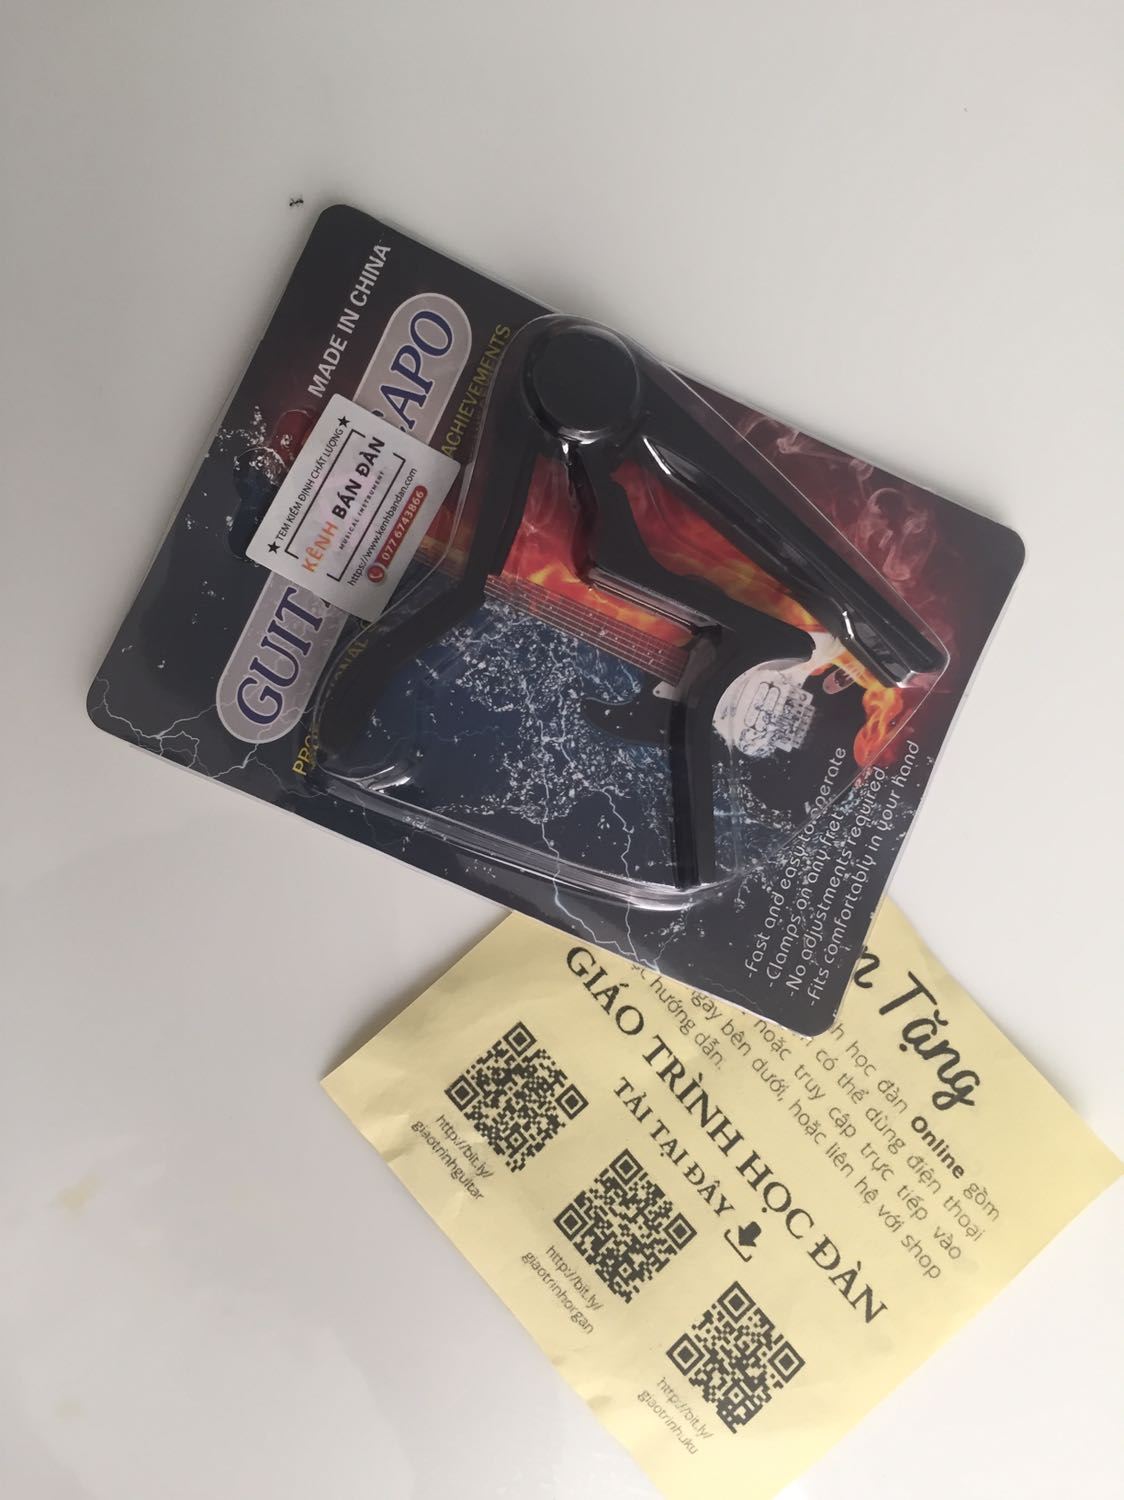 MADE IN CHINA
GUIT APO
ACHIEVEMENTS
★ TEM KIỂM ĐỊNH CHẤT LƯỢNG ★
KÊNH BÁN ĐÀN
MUSICAL INSTRUMENT
https://www.kenhbandan.com
077 6743866
-Fast and easy to operate
-Clamps on any fret
-No adjustments required
-Fits comfortably in your hand
Tặng
học đàn Online gồm
có thể dùng điện thoại
hoặc truy cập trực tiếp vào
ngay bên dưới, hoặc liên hệ với shop
hướng dẫn.
GIÁO TRÌNH HỌC ĐÀN
TẢI TẠI ĐÂY
http://bit.ly/
giaotrinhguitar
http://bit.ly/
giaotrinhorgan
http://bit.ly/
giaotrinhuku